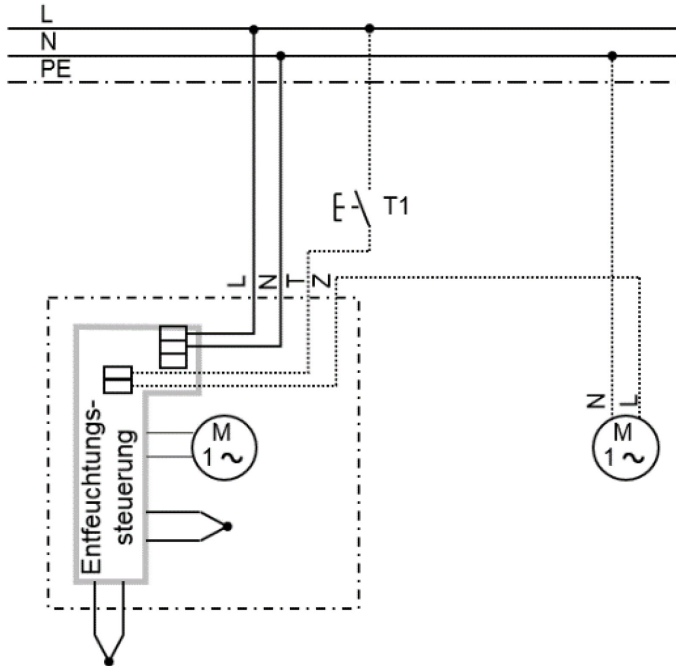 L
N
PE
T1
L
N
T
Z
Entfeuchtungs-
steuerung
M
1 ~
N
L
M
1 ~